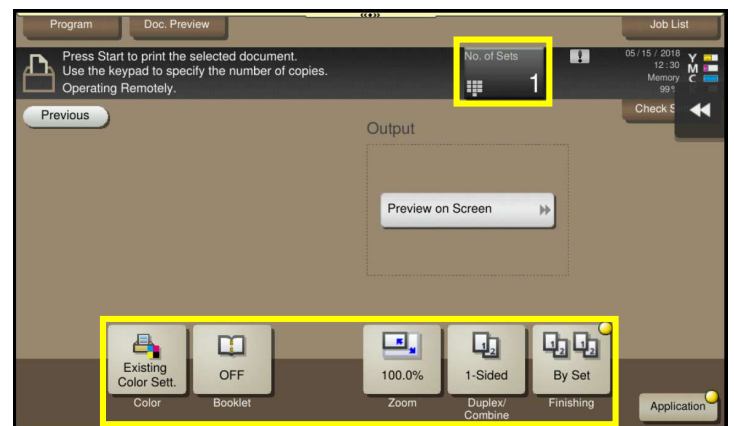 Program
Doc. Preview
Job List
Press Start to print the selected document.
Use the keypad to specify the number of copies.
Operating Remotely.
No. of Sets
1
05/15 / 2018
12:30
Memory
99%
Y
M
C
K
Previous
Check S
Output
Preview on Screen
Existing
Color Sett.
Color
OFF
Booklet
100.0%
Zoom
1-Sided
Duplex/
Combine
By Set
Finishing
Application